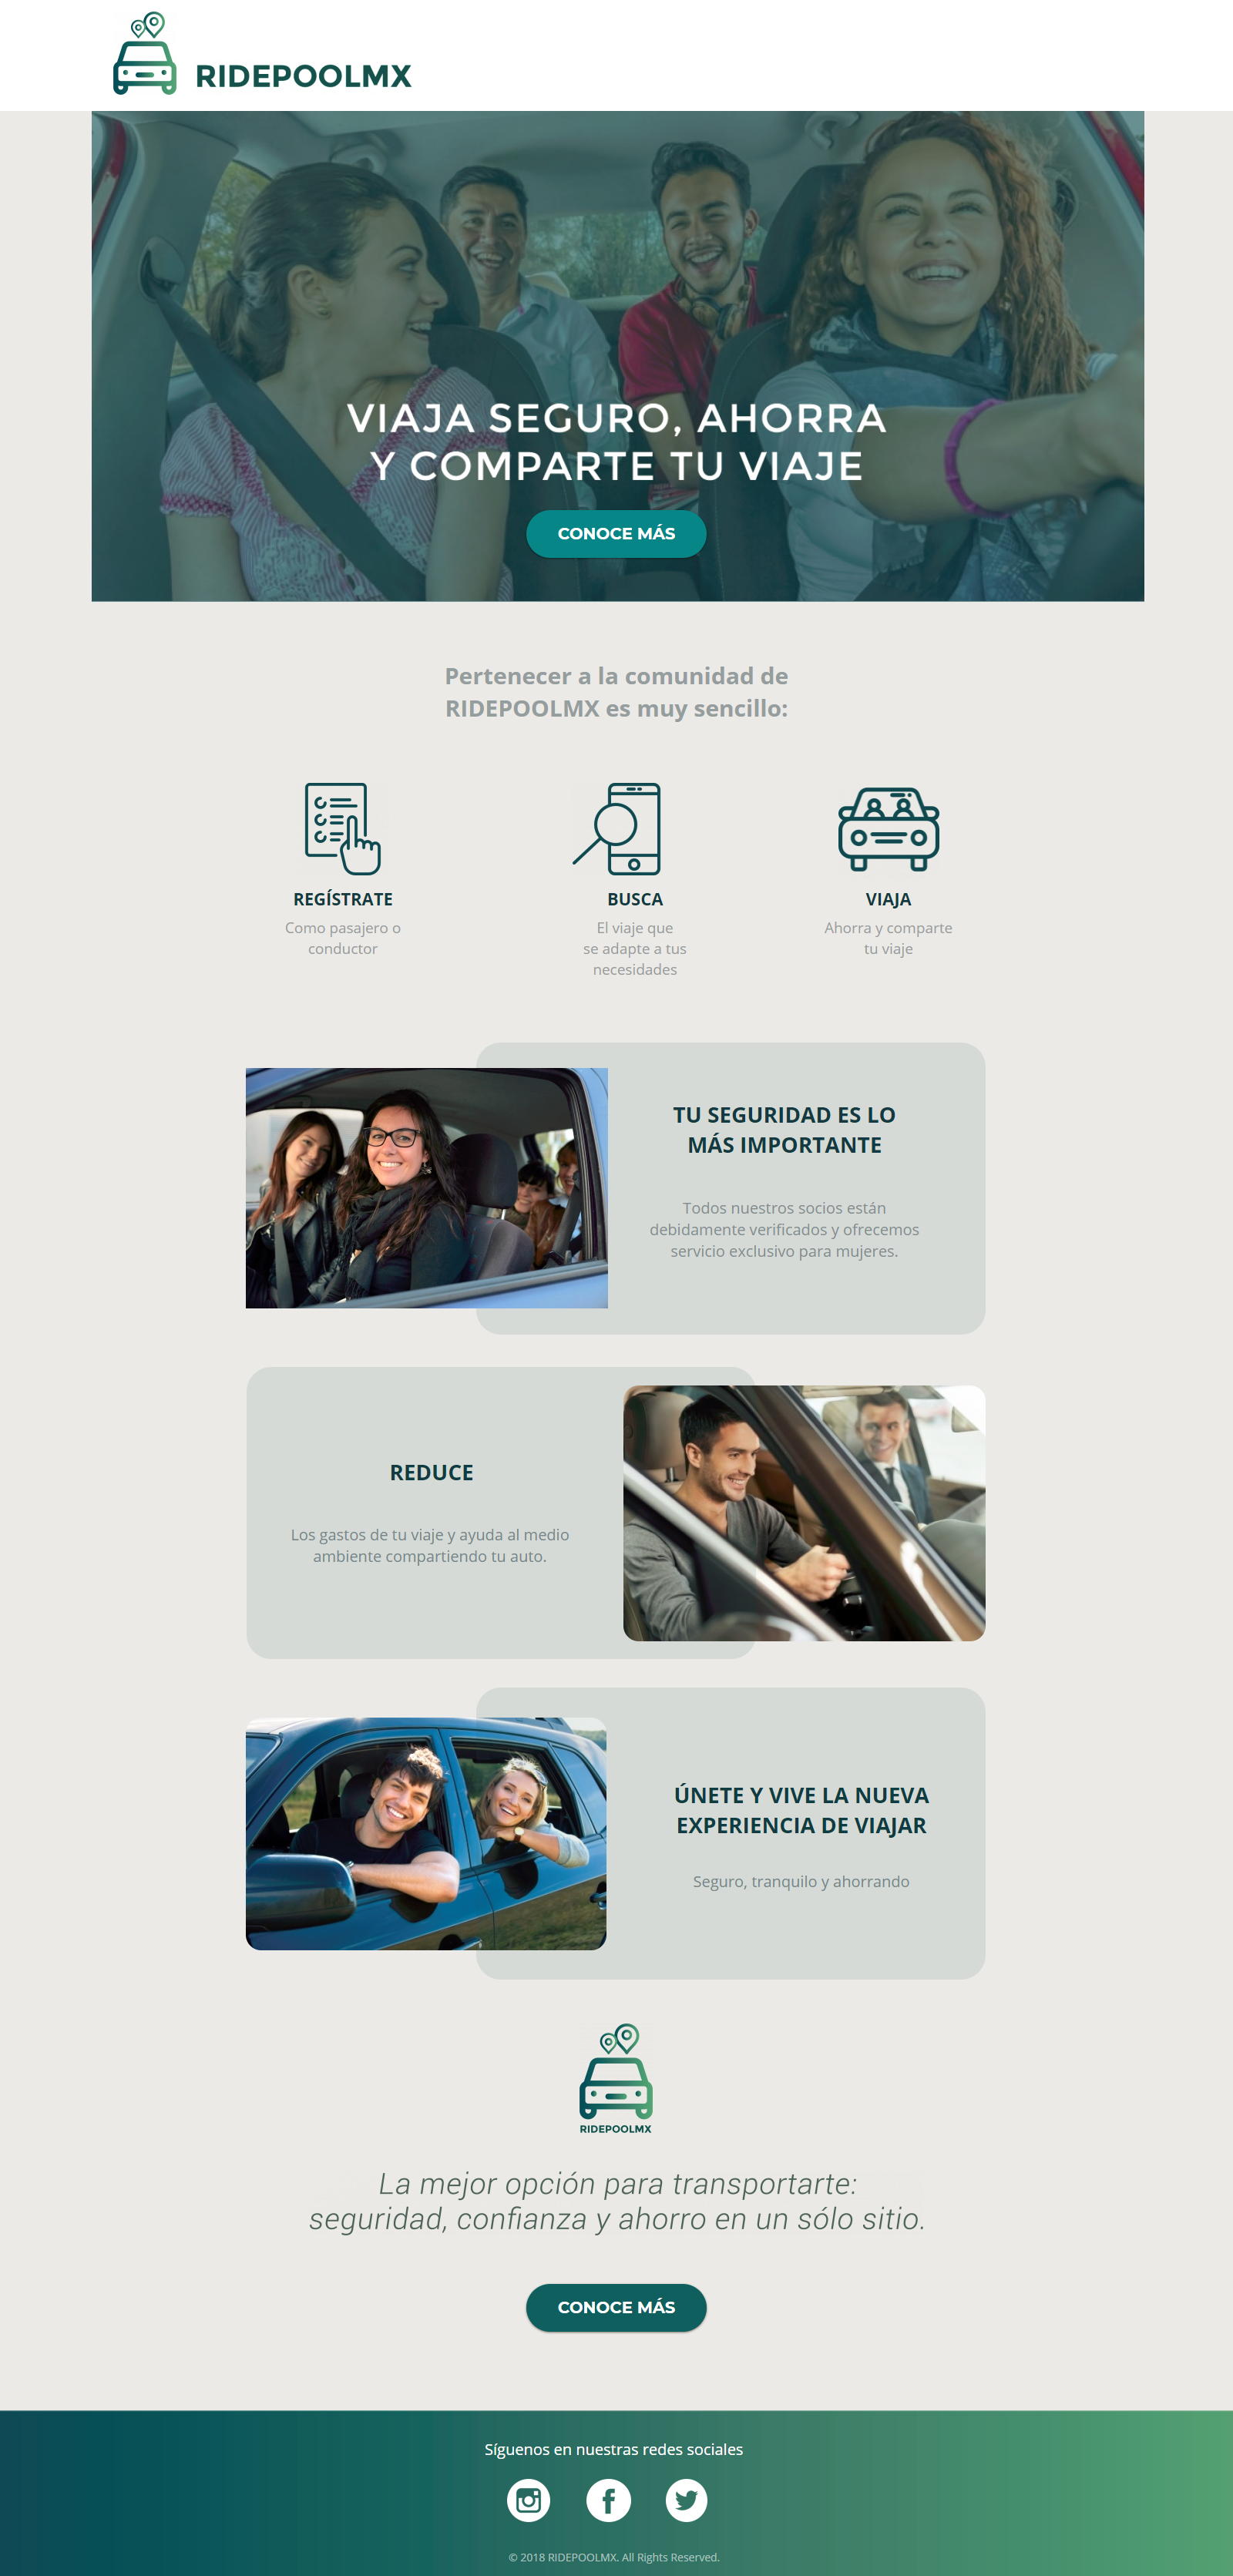 RIDEPOOLMX
VIAJA SEGURO, AHORRA
Y COMPARTE TU VIAJE
CONOCE MÁS
Pertenecer a la comunidad de
RIDEPOOLMX es muy sencillo:
REGÍSTRATE
Como pasajero o
conductor
BUSCA
El viaje que
se adapte a tus
necesidades
VIAJA
Ahorra y comparte
tu viaje
TU SEGURIDAD ES LO
MÁS IMPORTANTE
Todos nuestros socios están
debidamente verificados y ofrecemos
servicio exclusivo para mujeres.
REDUCE
Los gastos de tu viaje y ayuda al medio
ambiente compartiendo tu auto.
ÚNETE Y VIVE LA NUEVA
EXPERIENCIA DE VIAJAR
Seguro, tranquilo y ahorrando
RIDEPOOLMX
La mejor opción para transportarte:
seguridad, confianza y ahorro en un sólo sitio.
CONOCE MÁS
Síguenos en nuestras redes sociales
© 2018 RIDEPOOLMX. All Rights Reserved.